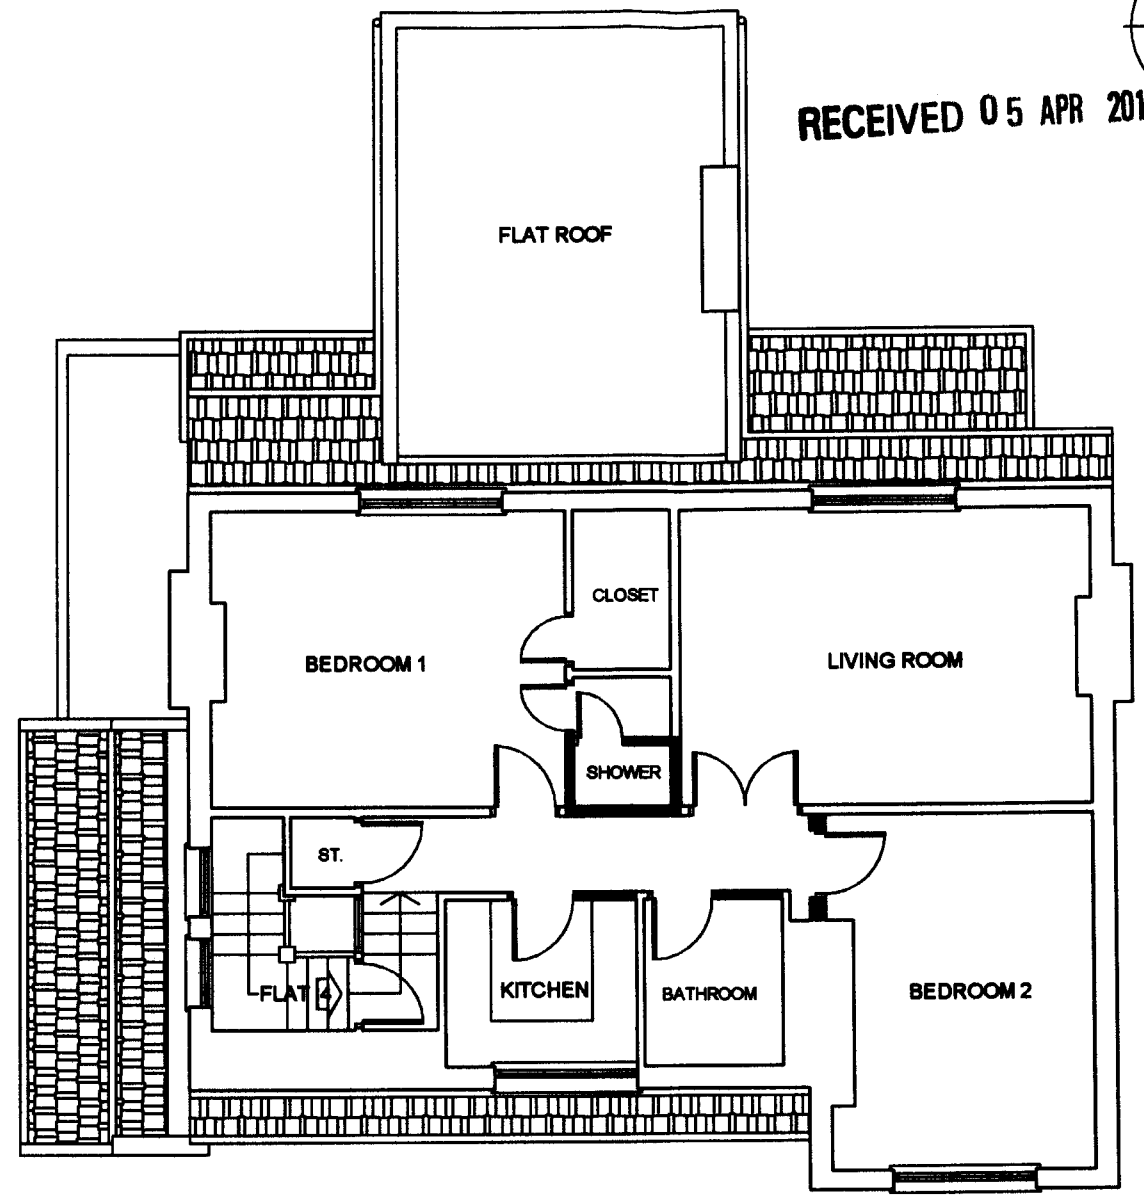 RECEIVED 05 APR 201
FLAT ROOF
CLOSET
BEDROOM 1
LIVING ROOM
SHOWER
ST.
FLAT 4
KITCHEN
BATHROOM
BEDROOM 2